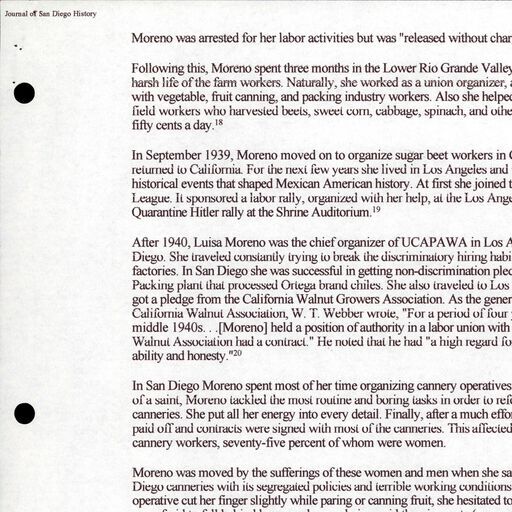 Journal of San Diego History
Moreno was arrested for her labor activities but was "released without char
Following this, Moreno spent three months in the Lower Rio Grande Valley
harsh life of the farm workers. Naturally, she worked as a union organizer, a
with vegetable, fruit canning, and packing industry workers. Also she helped
field workers who harvested beets, sweet corn, cabbage, spinach, and othe
fifty cents a day.18
In September 1939, Moreno moved on to organize sugar beet workers in C
returned to California. For the next few years she lived in Los Angeles and
historical events that shaped Mexican American history. At first she joined t
League. It sponsored a labor rally, organized with her help, at the Los Ange
Quarantine Hitler rally at the Shrine Auditorium.19
After 1940, Luisa Moreno was the chief organizer of UCAPAWA in Los A
Diego. She traveled constantly trying to break the discriminatory hiring habi
factories. In San Diego she was successful in getting non-discrimination pled
Packing plant that processed Ortega brand chiles. She also traveled to Los
got a pledge from the California Walnut Growers Association. As the gener
California Walnut Association, W. T. Webber wrote, "For a period of four
middle 1940s. . .[Moreno] held a position of authority in a labor union with
Walnut Association had a contract." He noted that he had "a high regard fo
ability and honesty."20
In San Diego Moreno spent most of her time organizing cannery operatives
of a saint, Moreno tackled the most routine and boring tasks in order to refo
canneries. She put all her energy into every detail. Finally, after a much effo
paid off and contracts were signed with most of the canneries. This affected
cannery workers, seventy-five percent of whom were women.
Moreno was moved by the sufferings of these women and men when she sa
Diego canneries with its segregated policies and terrible working conditions
operative cut her finger slightly while paring or canning fruit, she hesitated to